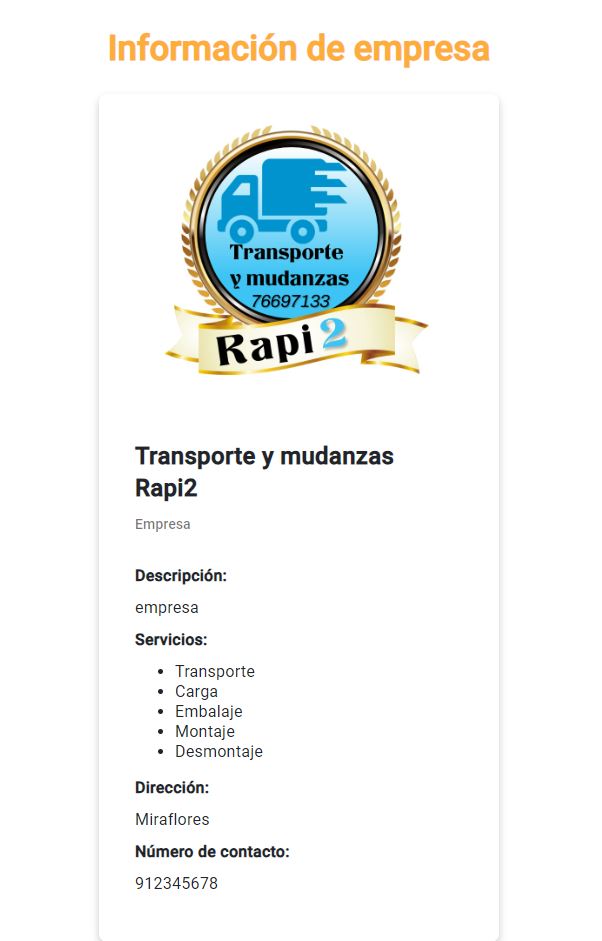 Información de empresa
Transporte
y mudanzas
76697133
Rapi 2
Transporte y mudanzas
Rapi2
Empresa
Descripción:
empresa
Servicios:
Transporte
Carga
Embalaje
Montaje
Desmontaje
Dirección:
Miraflores
Número de contacto:
912345678